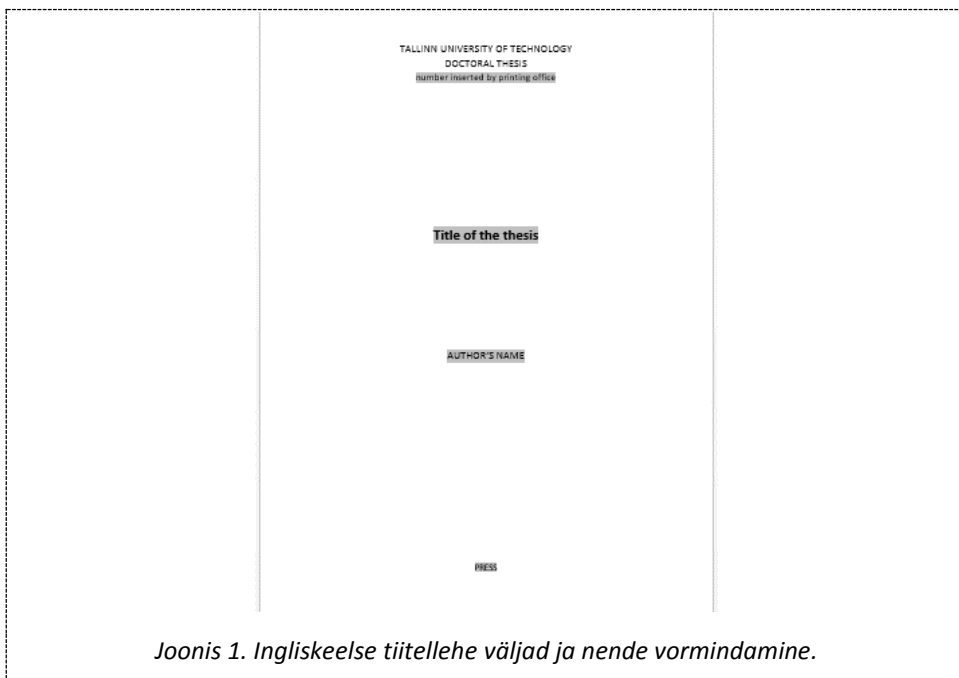 TALLINN UNIVERSITY OF TECHNOLOGY
DOCTORAL THESIS
number inserted by printing office
Title of the thesis
AUTHOR'S NAME
PRESS
Joonis 1. Ingliskeelse tiitellehe väljad ja nende vormindamine.